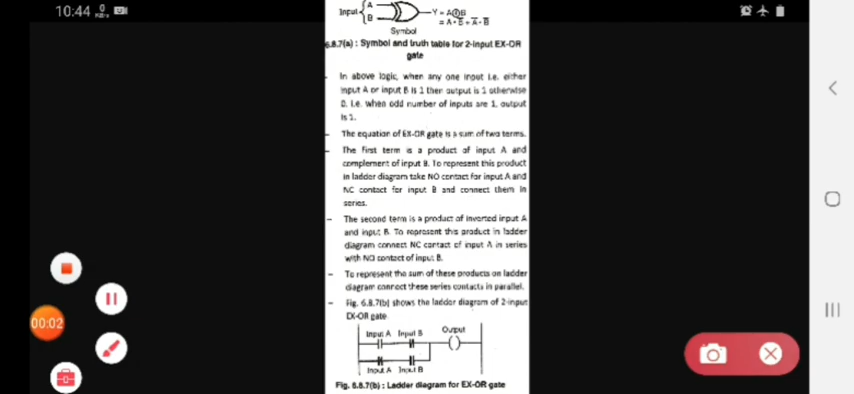 10:44
Input A
B
Y = A⊕B
= A·B̅+A̅·B
Symbol
6.8.7(a) : Symbol and truth table for 2-input EX-OR
gate
In above logic, when any one input i.e. either
input A or input B is 1 then output is 1 otherwise
0. i.e. when odd number of inputs are 1, output
is 1.
– The equation of EX-OR gate is a sum of two terms.
– The first term is a product of input A and
complement of input B. To represent this product
in ladder diagram take NO contact for input A and
NC contact for input B and connect them in
series.
– The second term is a product of inverted input A
and input B. To represent this product in ladder
diagram connect NC contact of input A in series
with NO contact of input B.
– To represent the sum of these products on ladder
diagram connect these series contacts in parallel.
– Fig. 6.8.7(b) shows the ladder diagram of 2-input
EX-OR gate
Input A Input B Output
Input A Input B
Fig. 6.8.7(b) : Ladder diagram for EX-OR gate
00:02